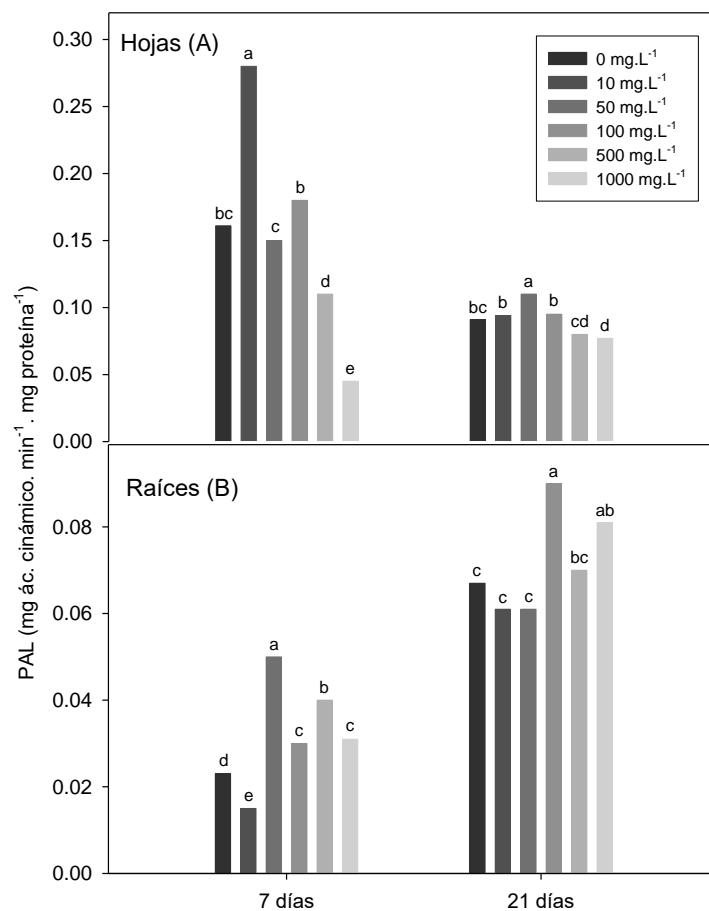 Hojas (A)
0 mg.L⁻¹
10 mg.L⁻¹
50 mg.L⁻¹
100 mg.L⁻¹
500 mg.L⁻¹
1000 mg.L⁻¹
0.30
0.25
0.20
0.15
0.10
0.05
0.00
bc
a
c
b
d
e
bc
b
a
b
cd
d
PAL (mg ác. cinámico. min⁻¹ . mg proteína⁻¹)
Raíces (B)
0.08
0.06
0.04
0.02
0.00
d
e
a
c
b
c
c
c
c
a
bc
ab
7 días
21 días